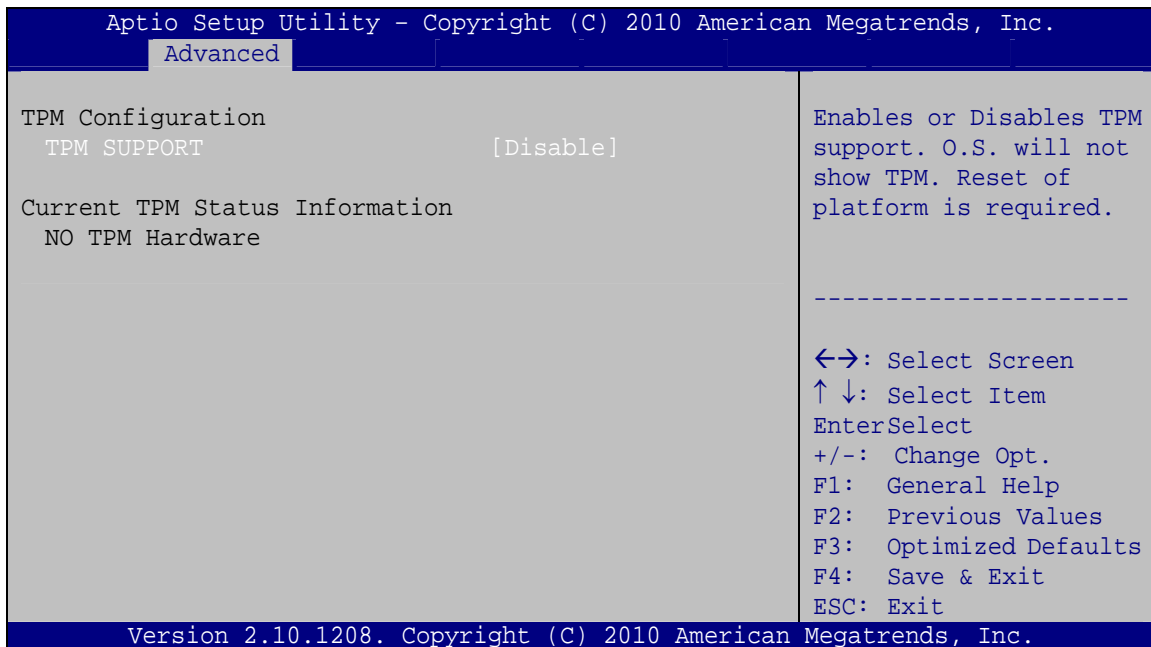 Aptio Setup Utility – Copyright (C) 2010 American Megatrends, Inc.
Advanced
TPM Configuration
TPM SUPPORT [Disable]
Current TPM Status Information
NO TPM Hardware
Enables or Disables TPM
support. O.S. will not
show TPM. Reset of
platform is required.
----------------------
←→: Select Screen
↑ ↓: Select Item
EnterSelect
+/-: Change Opt.
F1: General Help
F2: Previous Values
F3: Optimized Defaults
F4: Save & Exit
ESC: Exit
Version 2.10.1208. Copyright (C) 2010 American Megatrends, Inc.